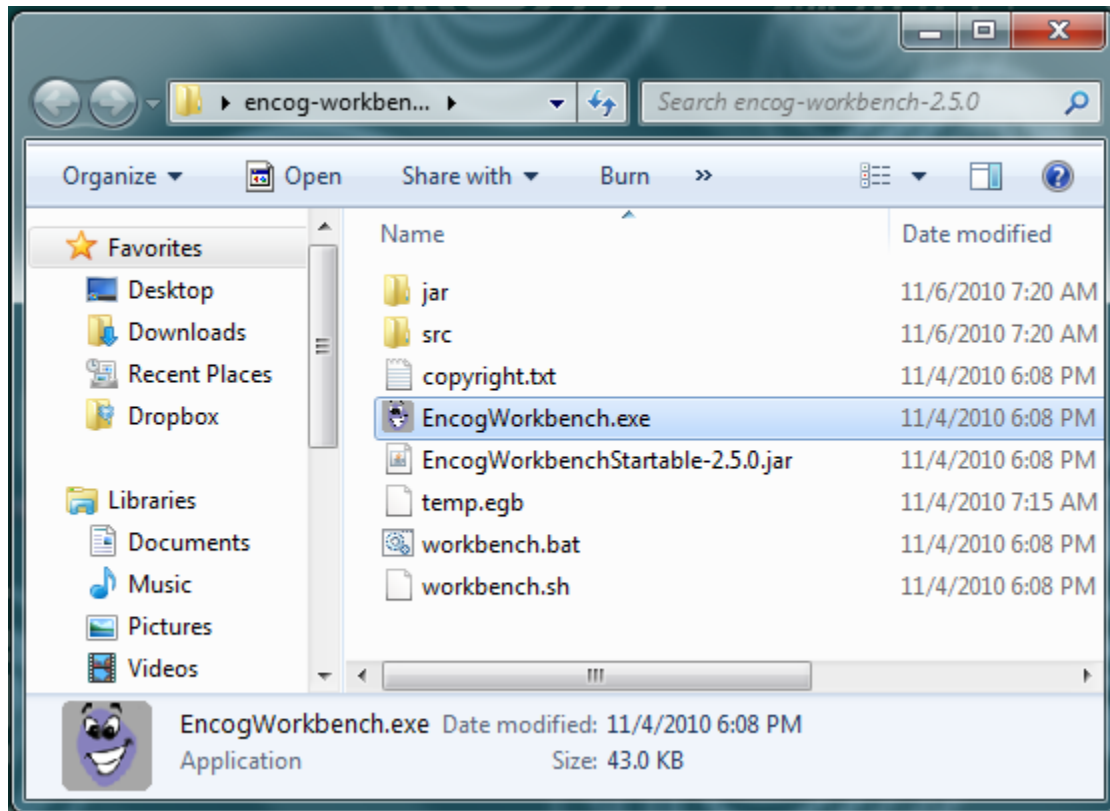 encog-workben...
Search encog-workbench-2.5.0
Organize Open Share with Burn »
Favorites
Desktop
Downloads
Recent Places
Dropbox
Libraries
Documents
Music
Pictures
Videos
Name Date modified
jar 11/6/2010 7:20 AM
src 11/6/2010 7:20 AM
copyright.txt 11/4/2010 6:08 PM
EncogWorkbench.exe 11/4/2010 6:08 PM
EncogWorkbenchStartable-2.5.0.jar 11/4/2010 6:08 PM
temp.egb 11/4/2010 7:15 AM
workbench.bat 11/4/2010 6:08 PM
workbench.sh 11/4/2010 6:08 PM
EncogWorkbench.exe Date modified: 11/4/2010 6:08 PM
Application Size: 43.0 KB